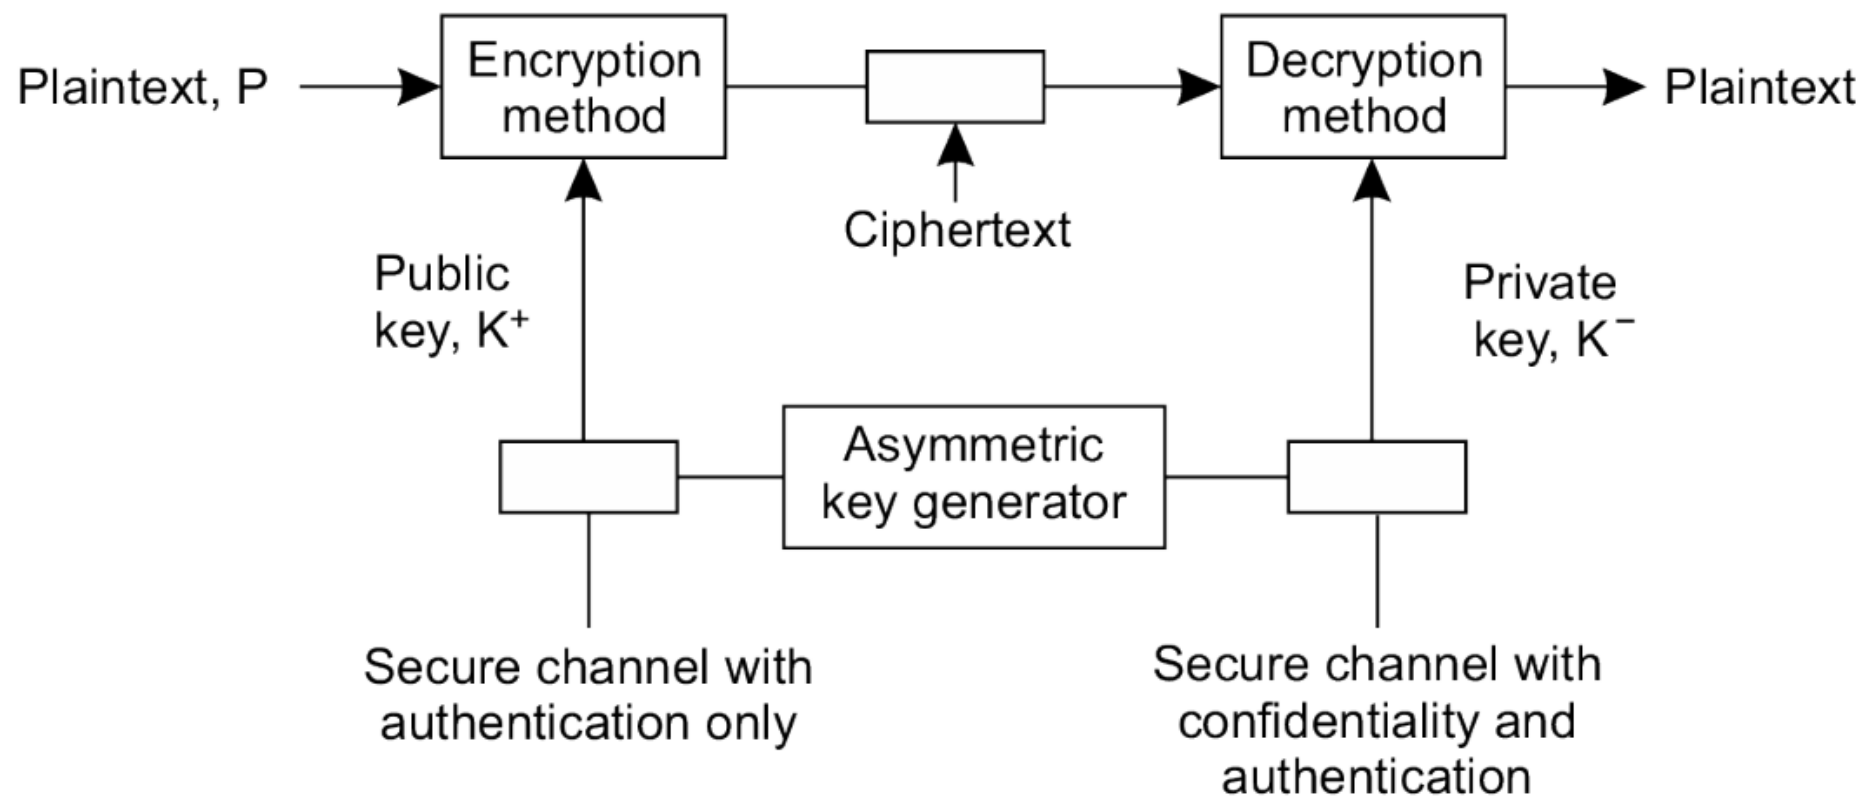 Plaintext, P
Encryption
method
Decryption
method
Plaintext
Ciphertext
Public
key, K⁺
Private
key, K⁻
Asymmetric
key generator
Secure channel with
authentication only
Secure channel with
confidentiality and
authentication